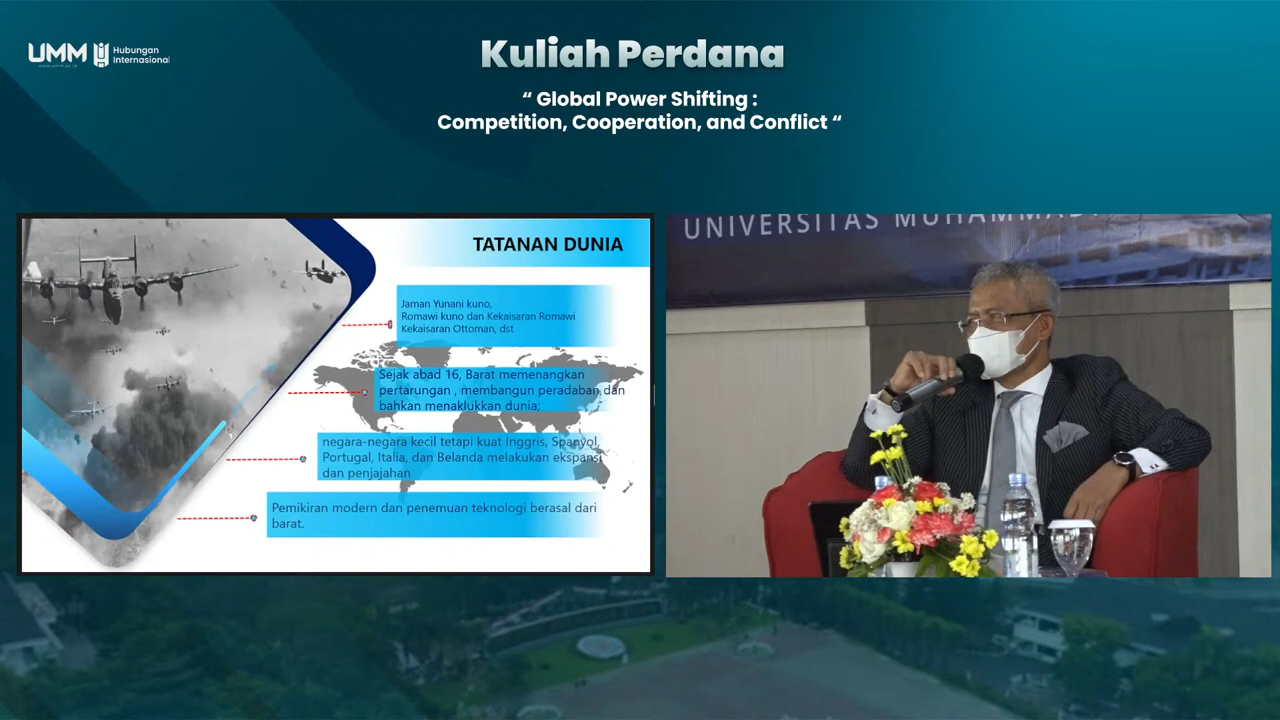 UMM
Hubungan
Internasional
Kuliah Perdana
“ Global Power Shifting :
Competition, Cooperation, and Conflict “
TATANAN DUNIA
Jaman Yunani kuno,
Romawi kuno dan Kekaisaran Romawi
Kekaisaran Ottoman, dst
Sejak abad 16, Barat memenangkan
pertarungan , membangun peradaban dan
bahkan menaklukkan dunia;
negara-negara kecil tetapi kuat Inggris, Spanyol,
Portugal, Italia, dan Belanda melakukan ekspansi
dan penjajahan
Pemikiran modern dan penemuan teknologi berasal dari
barat.
UNIVERSITAS